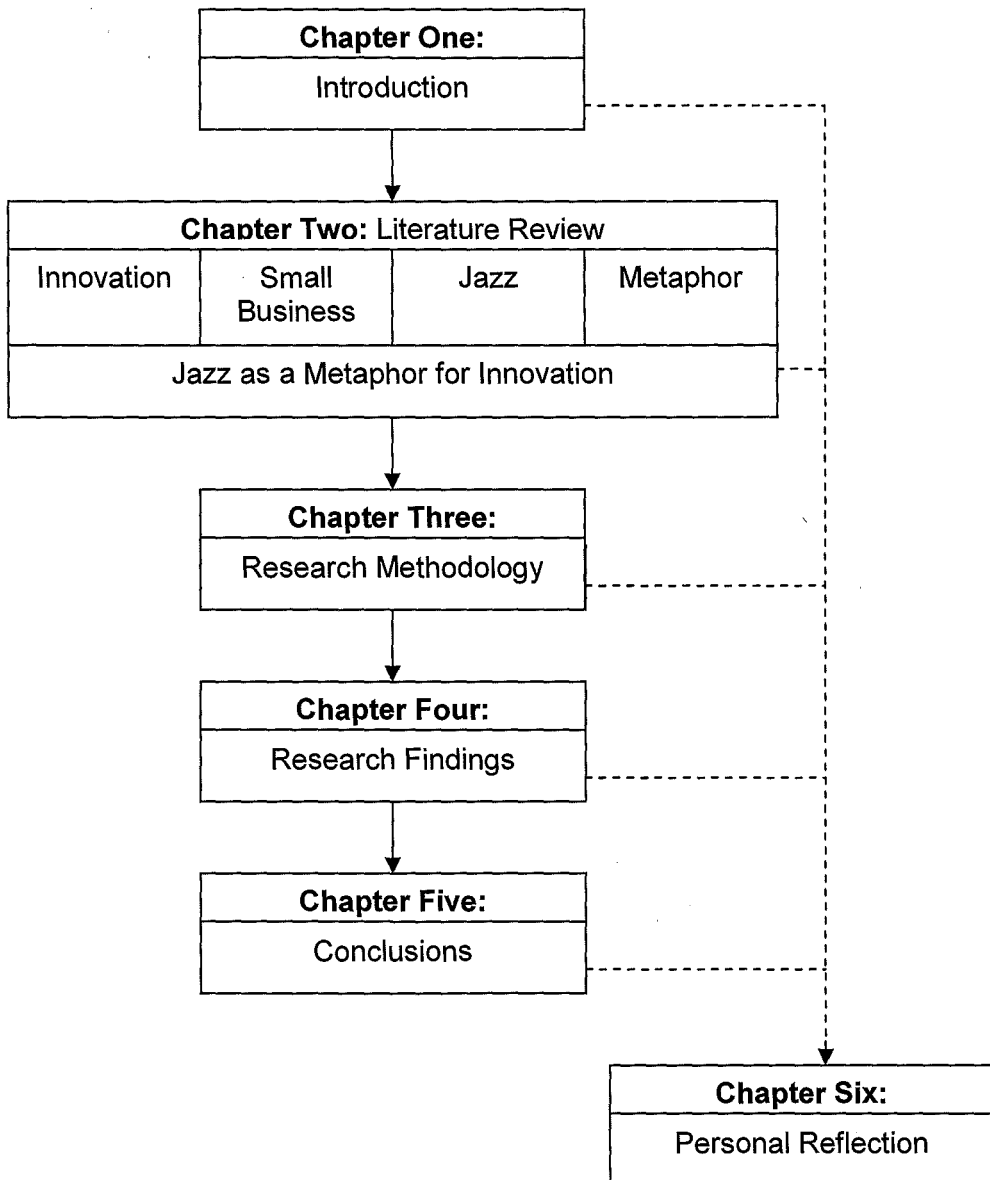 Chapter One:
Introduction
Chapter Two: Literature Review
Innovation
Small
Business
Jazz
Metaphor
Jazz as a Metaphor for Innovation
Chapter Three:
Research Methodology
Chapter Four:
Research Findings
Chapter Five:
Conclusions
Chapter Six:
Personal Reflection